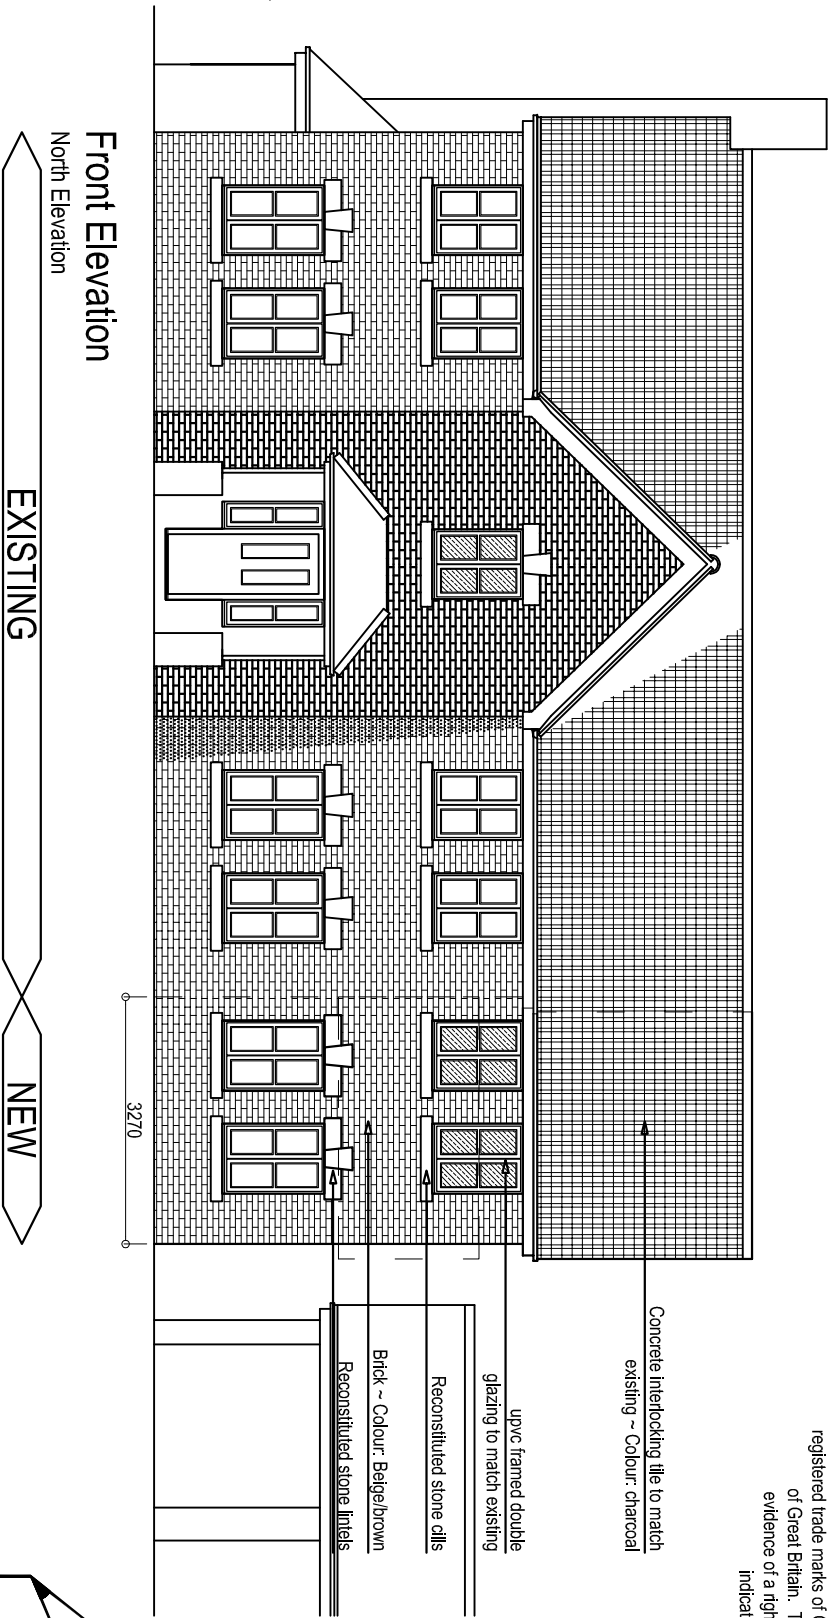 registered trade marks of
of Great Britain.
evidence of a righ
indicat
Concrete interlocking tile to match
existing ~ Colour: charcoal
upvc framed double
glazing to match existing
Reconstituted stone cills
Brick ~ Colour: Beige/brown
Reconstituted stone lintels
3270
Front Elevation
North Elevation
EXISTING
NEW